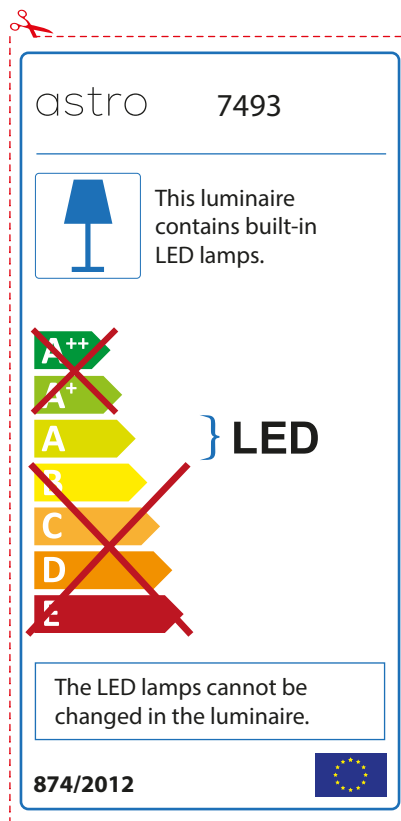 astro 7493
This luminaire
contains built-in
LED lamps.
A++
A+
A
LED
B
C
D
E
The LED lamps cannot be
changed in the luminaire.
874/2012